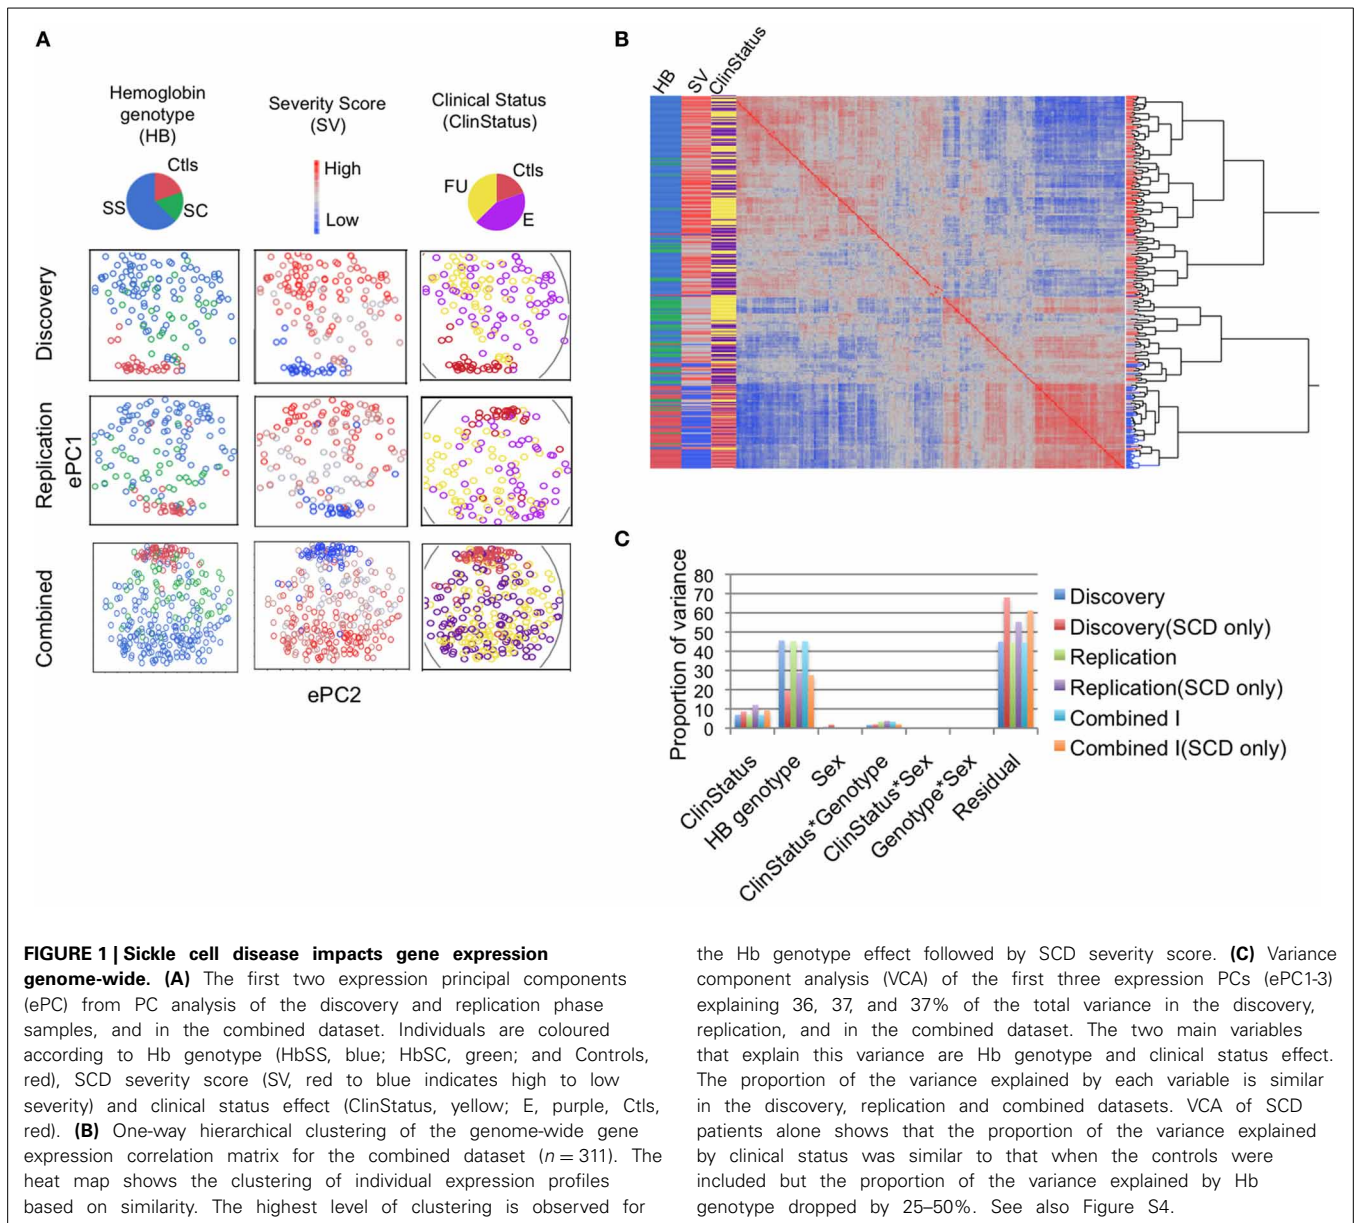 A
Hemoglobin
genotype
(HB)
Ctls
SS
SC
Severity Score
(SV)
High
Low
Clinical Status
(ClinStatus)
FU
Ctls
E
Discovery
Replication
Combined
ePC1
ePC2
B
HB
SV
ClinStatus
C
Proportion of variance
80
70
60
50
40
30
20
10
0
ClinStatus
HB genotype
Sex
ClinStatus*Genotype
ClinStatus*Sex
Genotype*Sex
Residual
Discovery
Discovery(SCD only)
Replication
Replication(SCD only)
Combined I
Combined I(SCD only)
FIGURE 1 | Sickle cell disease impacts gene expression
genome-wide. (A) The first two expression principal components
(ePC) from PC analysis of the discovery and replication phase
samples, and in the combined dataset. Individuals are coloured
according to Hb genotype (HbSS, blue; HbSC, green; and Controls,
red), SCD severity score (SV, red to blue indicates high to low
severity) and clinical status effect (ClinStatus, yellow; E, purple, Ctls,
red). (B) One-way hierarchical clustering of the genome-wide gene
expression correlation matrix for the combined dataset (n = 311). The
heat map shows the clustering of individual expression profiles
based on similarity. The highest level of clustering is observed for
the Hb genotype effect followed by SCD severity score. (C) Variance
component analysis (VCA) of the first three expression PCs (ePC1-3)
explaining 36, 37, and 37% of the total variance in the discovery,
replication, and in the combined dataset. The two main variables
that explain this variance are Hb genotype and clinical status effect.
The proportion of the variance explained by each variable is similar
in the discovery, replication and combined datasets. VCA of SCD
patients alone shows that the proportion of the variance explained
by clinical status was similar to that when the controls were
included but the proportion of the variance explained by Hb
genotype dropped by 25–50%. See also Figure S4.